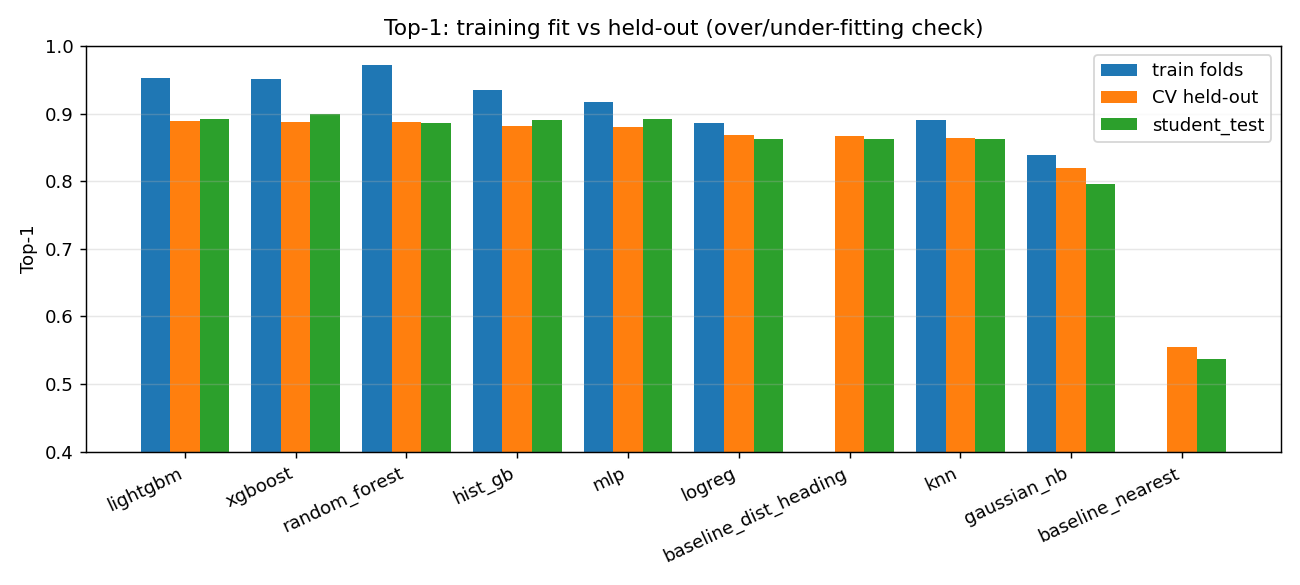 Top-1: training fit vs held-out (over/under-fitting check)
1.0
0.9
0.8
0.7
0.6
0.5
0.4
Top-1
train folds
CV held-out
student_test
lightgbm
xgboost
random_forest
hist_gb
mlp
logreg
baseline_dist_heading
knn
gaussian_nb
baseline_nearest